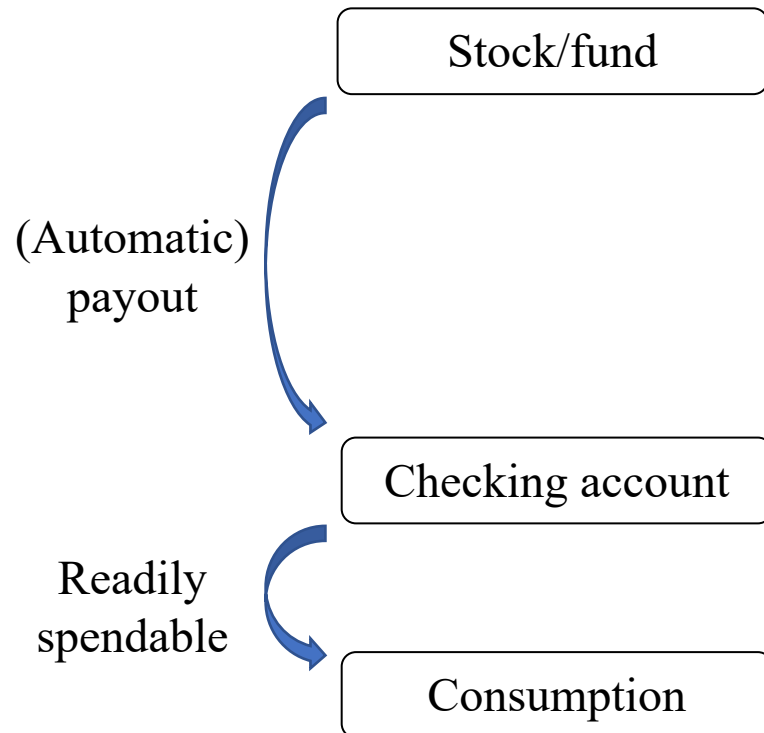 Stock/fund
(Automatic)
payout
Checking account
Readily
spendable
Consumption